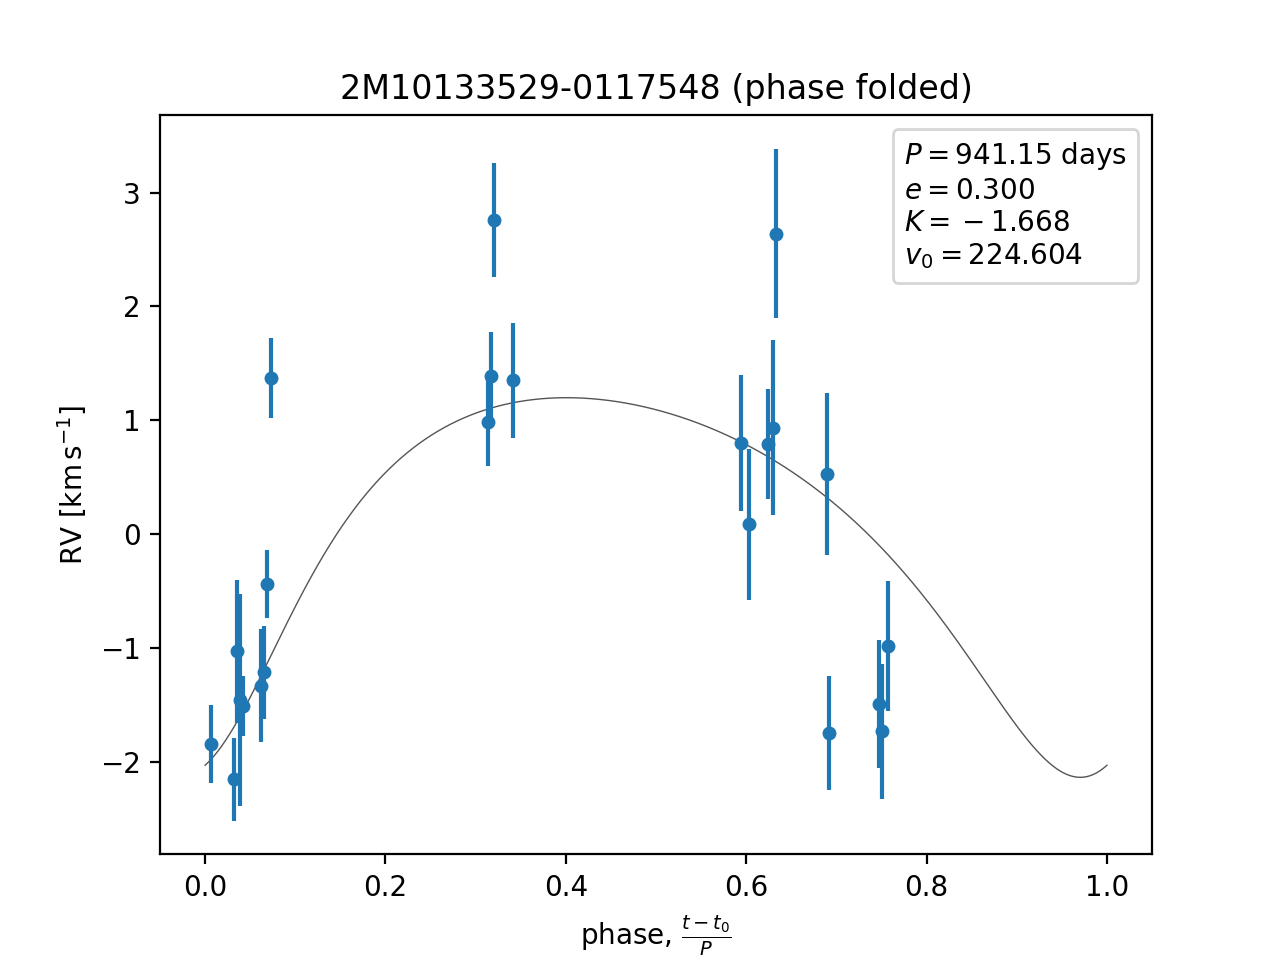 2M10133529-0117548 (phase folded)
P = 941.15 days
e = 0.300
K = −1.668
v₀ = 224.604
3
2
1
0
−1
−2
RV [km s⁻¹]
0.0 0.2 0.4 0.6 0.8 1.0
phase, (t − t₀)/P